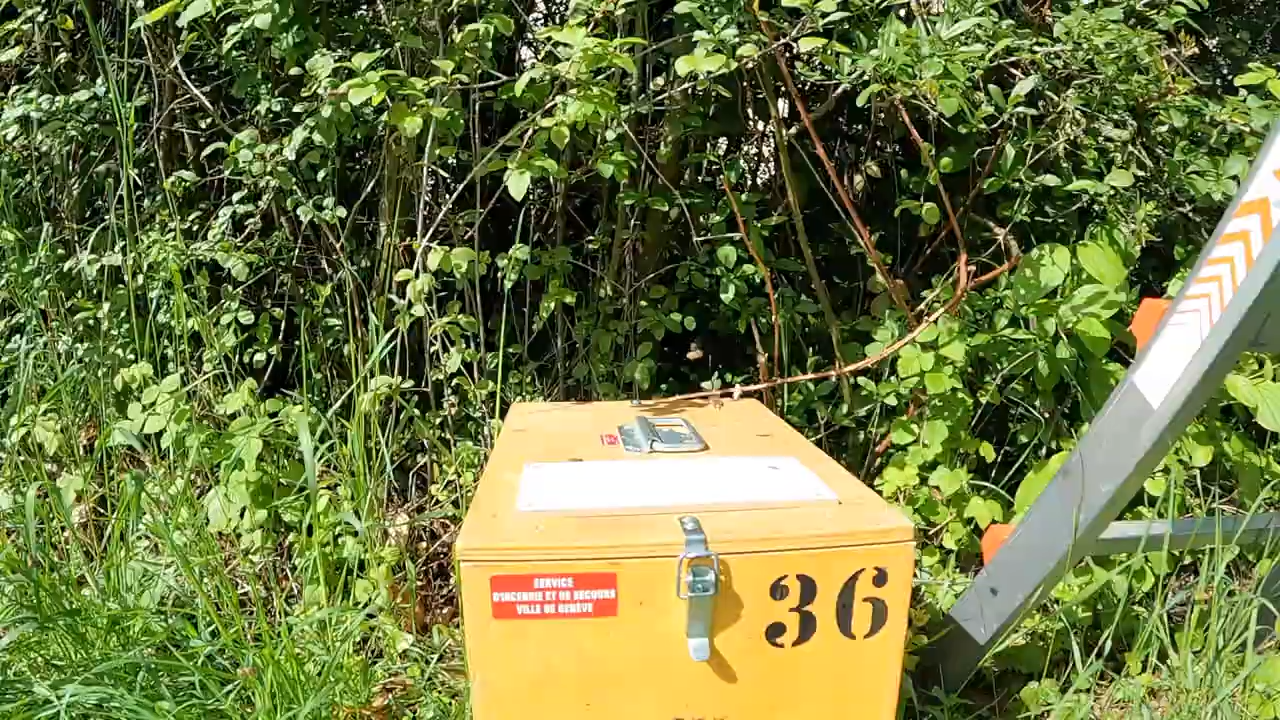 SERVICE
D'INCENDIE ET DE SECOURS
VILLE DE GENÈVE
36